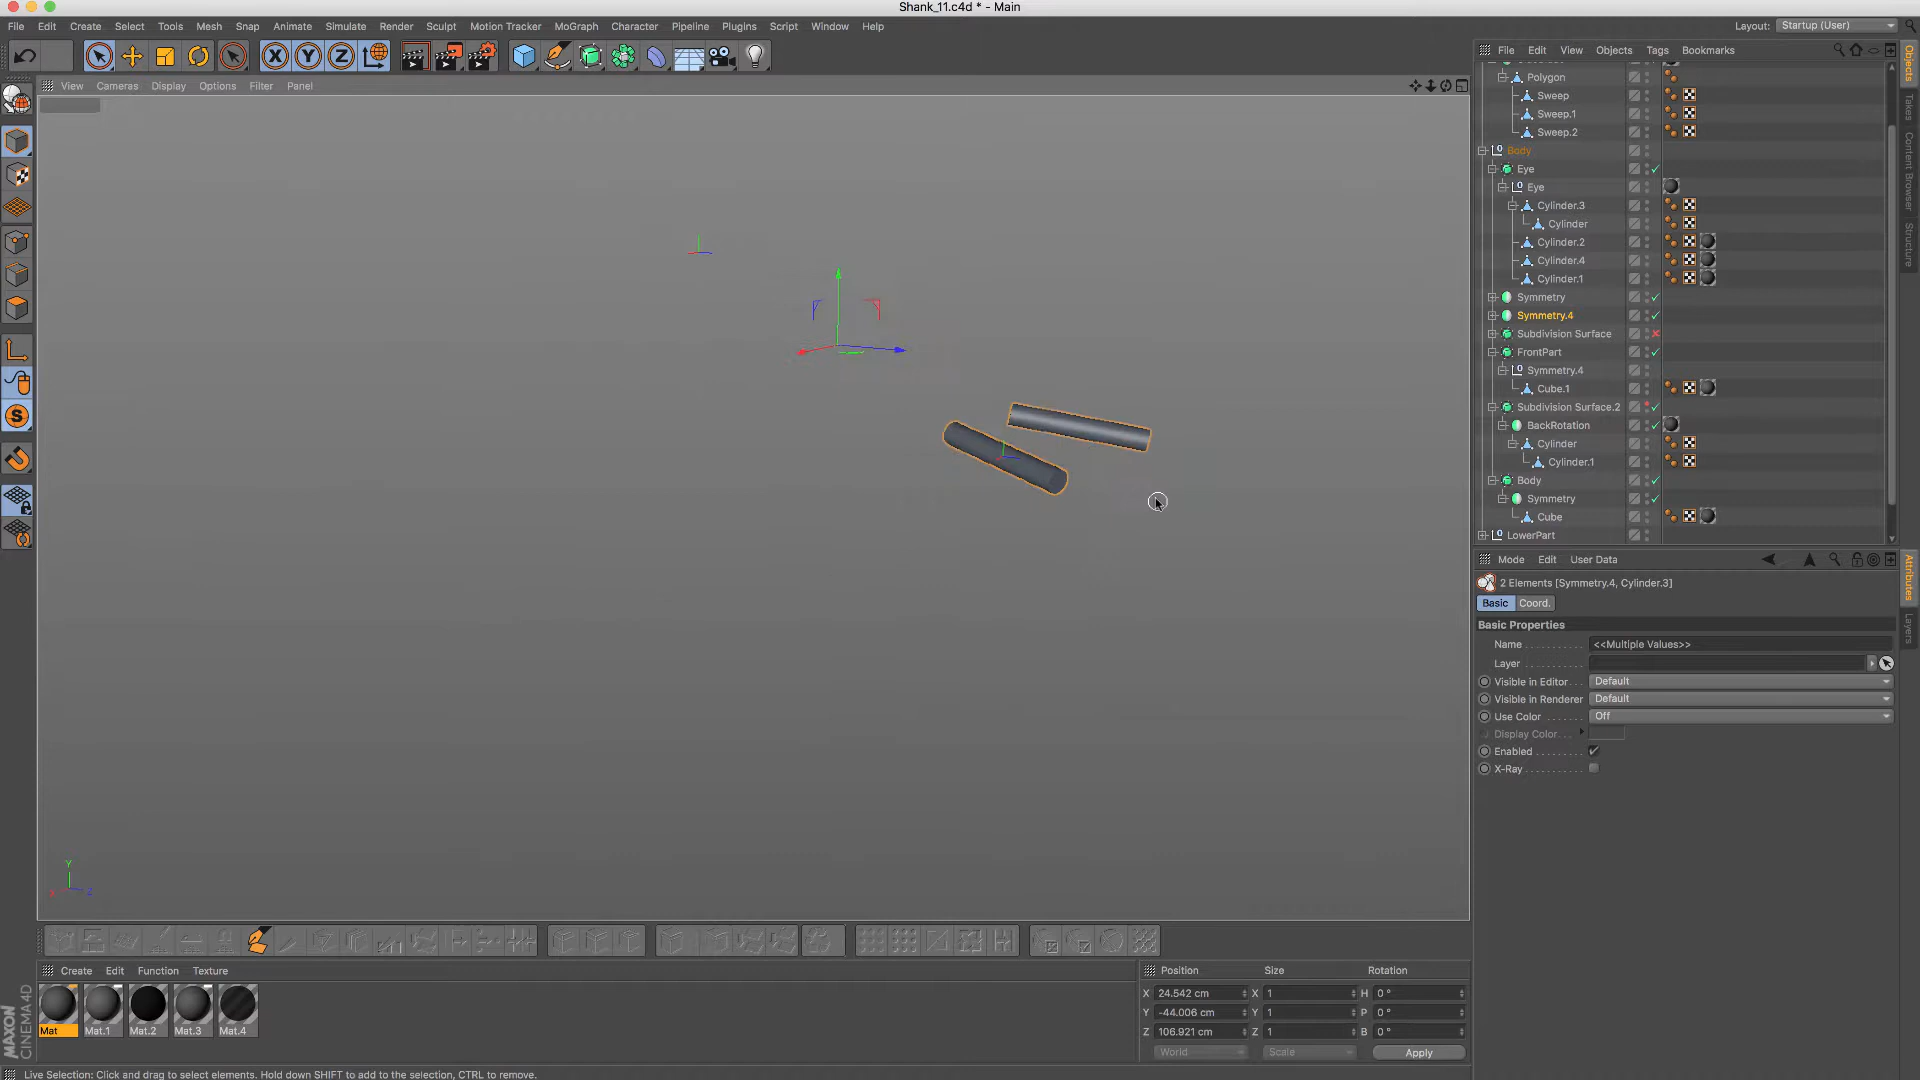 Shank_11.c4d * - Main
File Edit Create Select Tools Mesh Snap Animate Simulate Render Sculpt Motion Tracker MoGraph Character Pipeline Plugins Script Window Help
Layout: Startup (User)
View Cameras Display Options Filter Panel
File Edit View Objects Tags Bookmarks
Polygon
Sweep
Sweep.1
Sweep.2
Body
Eye
Eye
Cylinder.3
Cylinder
Cylinder.2
Cylinder.4
Cylinder.1
Symmetry
Symmetry.4
Subdivision Surface
FrontPart
Symmetry.4
Cube.1
Subdivision Surface.2
BackRotation
Cylinder
Cylinder.1
Body
Symmetry
Cube
LowerPart
Objects
Takes
Content Browser
Structure
Mode Edit User Data
2 Elements [Symmetry.4, Cylinder.3]
Basic Coord.
Basic Properties
Name <<Multiple Values>>
Layer
Visible in Editor Default
Visible in Renderer Default
Use Color Off
Display Color
Enabled
X-Ray
Attributes
Layers
Y
X
Z
Create Edit Function Texture
Mat Mat.1 Mat.2 Mat.3 Mat.4
MAXON
CINEMA4D
Position Size Rotation
X 24.542 cm X 1 H 0 °
Y -44.006 cm Y 1 P 0 °
Z 106.921 cm Z 1 B 0 °
World Scale Apply
Live Selection: Click and drag to select elements. Hold down SHIFT to add to the selection, CTRL to remove.